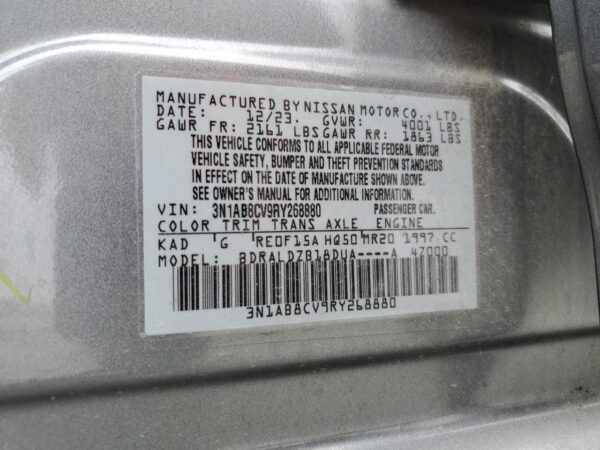 MANUFACTURED BY NISSAN MOTOR CO., LTD.
DATE: 12/23. GVWR: 4001 LBS
GAWR FR: 2161 LBS GAWR RR: 1863 LBS
THIS VEHICLE CONFORMS TO ALL APPLICABLE FEDERAL MOTOR
VEHICLE SAFETY, BUMPER AND THEFT PREVENTION STANDARDS
IN EFFECT ON THE DATE OF MANUFACTURE SHOWN ABOVE.
SEE OWNER'S MANUAL FOR ADDITIONAL INFORMATION.
VIN: 3N1AB8CV9RY268880 PASSENGER CAR.
COLOR TRIM TRANS AXLE ENGINE
KAD 'G 'RE0F15A HQ50'MR20 1997 CC
MODEL: BDRALDZB18DUA----A 47000
3N1AB8CV9RY268880